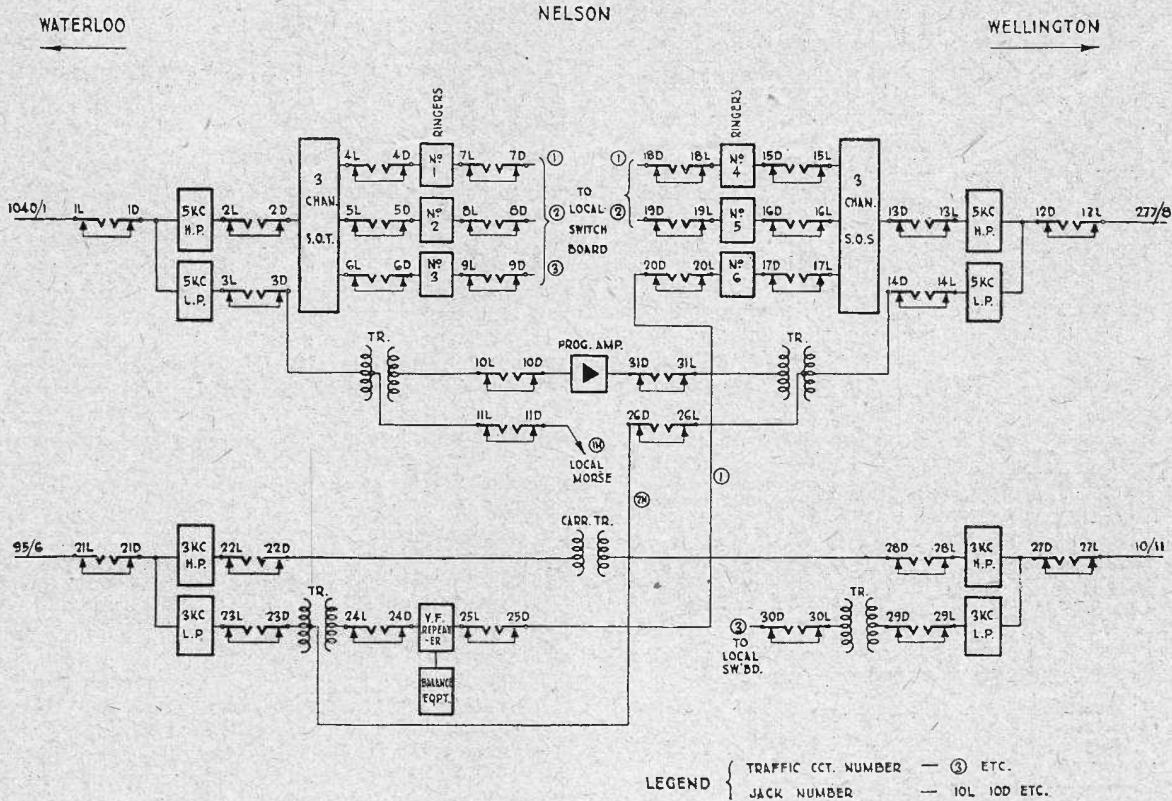 NELSON
WATERLOO
WELLINGTON
RINGERS
RINGERS
4L 4D
Nº 1
7L 7D
①
5L 5D
Nº 2
8L 8D
②
6L 6D
Nº 3
9L 9D
③
TO
LOCAL
SWITCH
BOARD
①
18D 18L
Nº 4
15D 15L
②
19D 19L
Nº 5
16D 16L
20D 20L
Nº 6
17D 17L
1040/1
1L 1D
5KC
H.P.
2L 2D
3
CHAN.
S.O.T.
3
CHAN.
S.O.S
13D 13L
5KC
H.P.
12D 12L
277/8
5KC
L.P.
3L 3D
14D 14L
5KC
L.P.
TR.
10L 10D
PROG. AMP.
31D 31L
TR.
11L 11D
1M
LOCAL
MORSE
26D 26L
①
2M
95/6
21L 21D
3KC
H.P.
22L 22D
CARR. TR.
28D 28L
3KC
H.P.
27D 27L
10/11
3KC
L.P.
23L 23D
TR.
24L 24D
V.F.
REPEAT
-ER
25L 25D
BALANCE
EQPT.
③
TO
LOCAL
SW'BD.
30D 30L
TR.
29D 29L
3KC
L.P.
LEGEND
TRAFFIC CCT. NUMBER — ③ ETC.
JACK NUMBER — 10L 10D ETC.